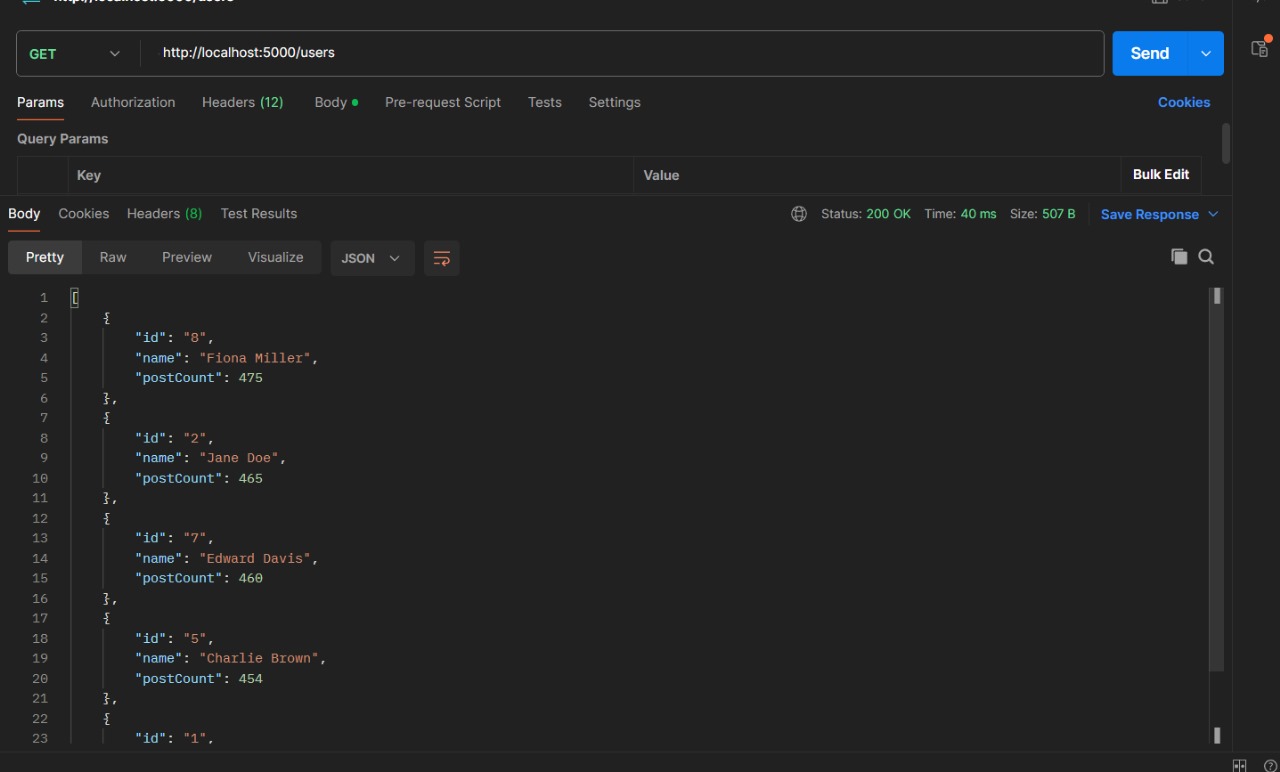 GET
http://localhost:5000/users
Send
Params Authorization Headers (12) Body Pre-request Script Tests Settings Cookies
Query Params
Key Value Bulk Edit
Body Cookies Headers (8) Test Results Status: 200 OK Time: 40 ms Size: 507 B Save Response
Pretty Raw Preview Visualize JSON
1 [
2 {
3 "id": "8",
4 "name": "Fiona Miller",
5 "postCount": 475
6 },
7 {
8 "id": "2",
9 "name": "Jane Doe",
10 "postCount": 465
11 },
12 {
13 "id": "7",
14 "name": "Edward Davis",
15 "postCount": 460
16 },
17 {
18 "id": "5",
19 "name": "Charlie Brown",
20 "postCount": 454
21 },
22 {
23 "id": "1",